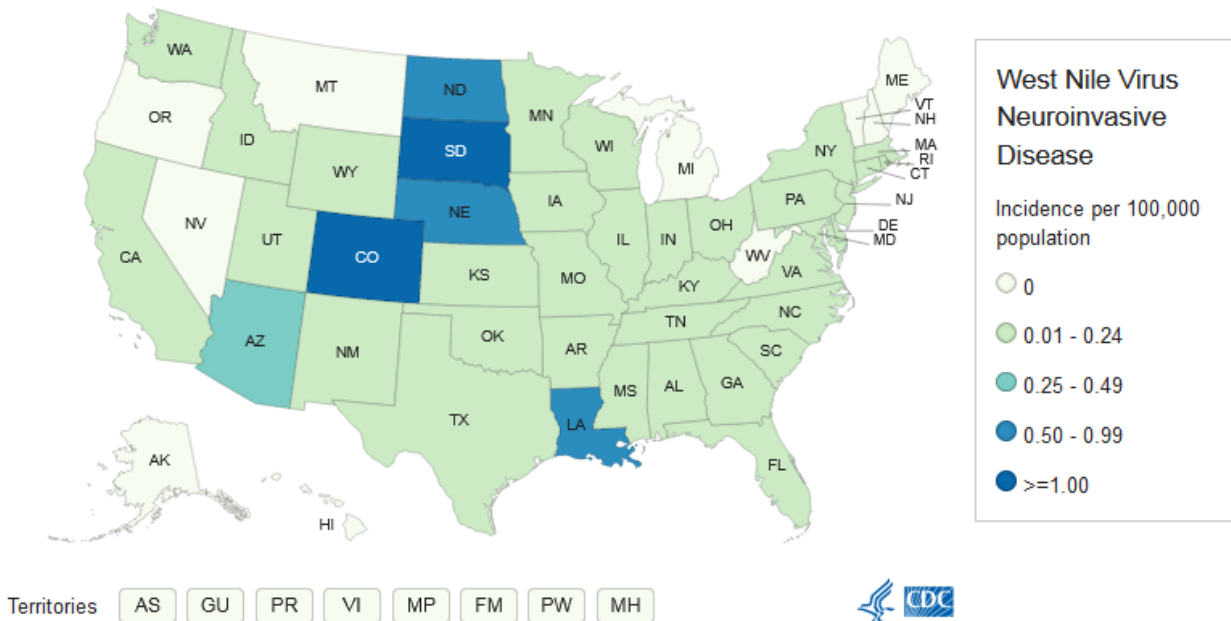 WA
MT
ND
MN
ME
VT
NH
OR
ID
SD
WI
NY
MA
RI
CT
WY
MI
NV
NE
IA
PA
NJ
UT
CO
IL
IN
OH
DE
MD
CA
KS
MO
WV
VA
KY
AZ
NM
OK
AR
TN
NC
SC
MS
AL
GA
TX
LA
FL
AK
HI
West Nile Virus
Neuroinvasive
Disease
Incidence per 100,000
population
0
0.01 - 0.24
0.25 - 0.49
0.50 - 0.99
>=1.00
Territories AS GU PR VI MP FM PW MH
CDC